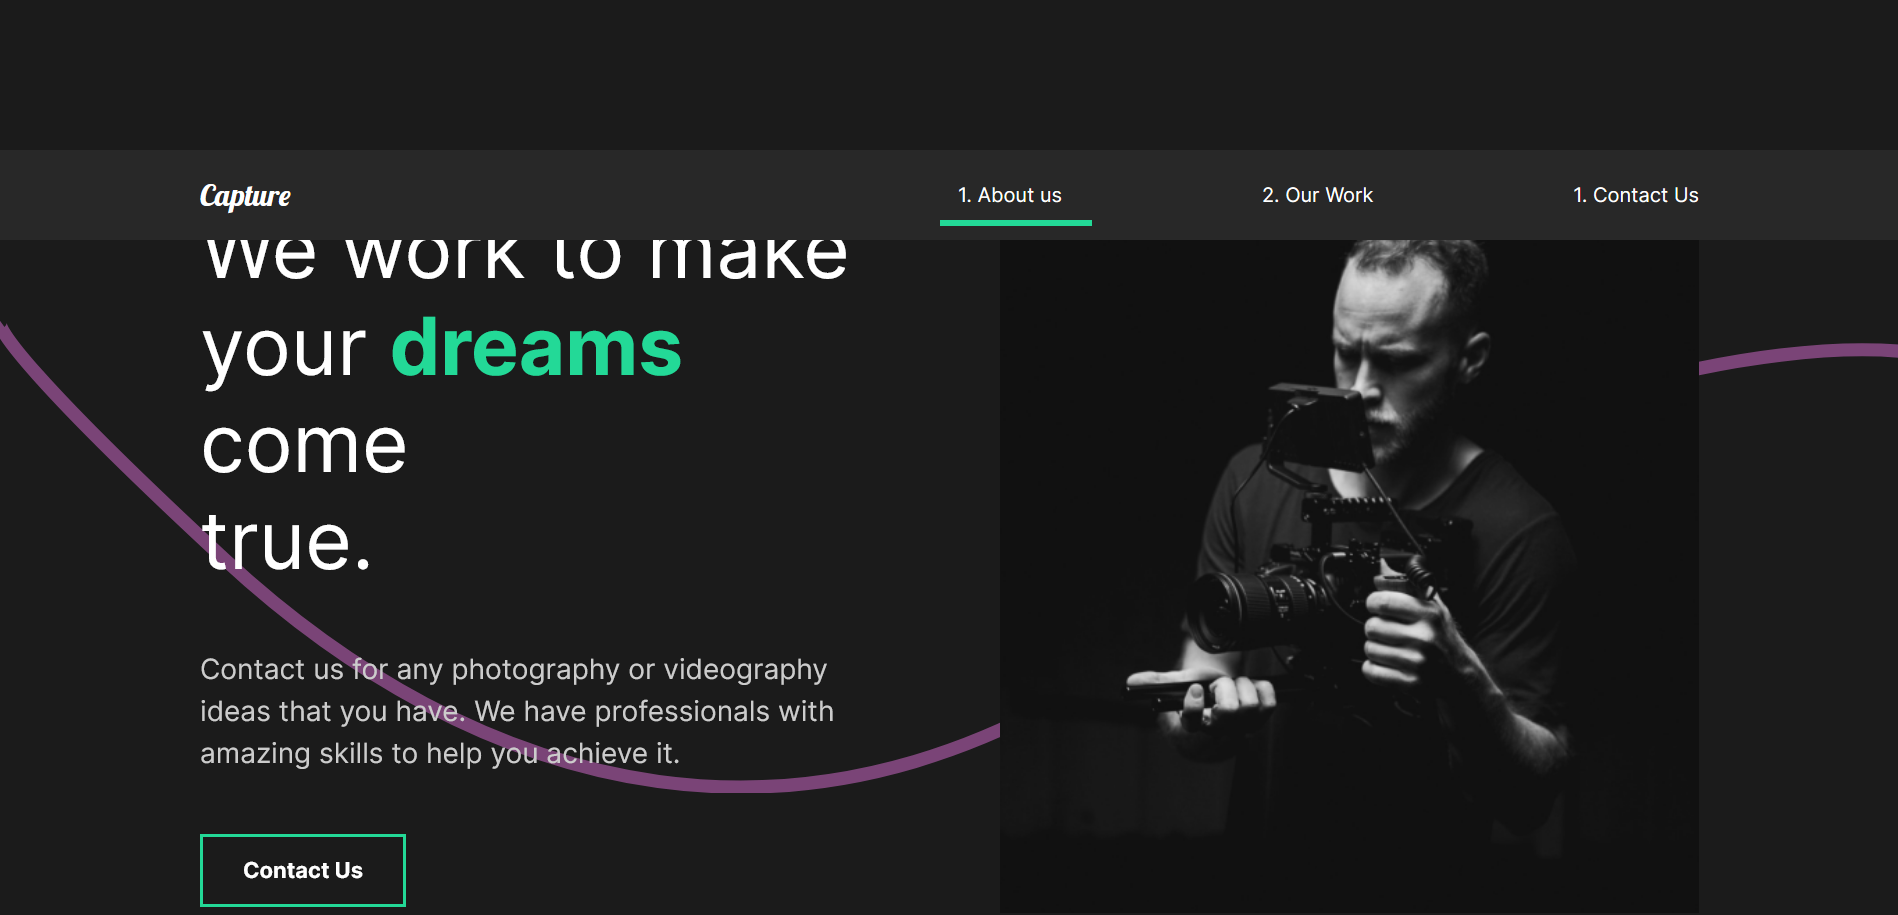 Capture
1. About us
2. Our Work
1. Contact Us
We work to make
your dreams
come
true.
Contact us for any photography or videography
ideas that you have. We have professionals with
amazing skills to help you achieve it.
Contact Us